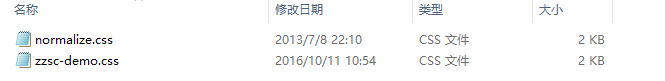 名称 修改日期 类型 大小
normalize.css 2013/7/8 22:10 CSS 文件 2 KB
zzsc-demo.css 2016/10/11 10:54 CSS 文件 2 KB